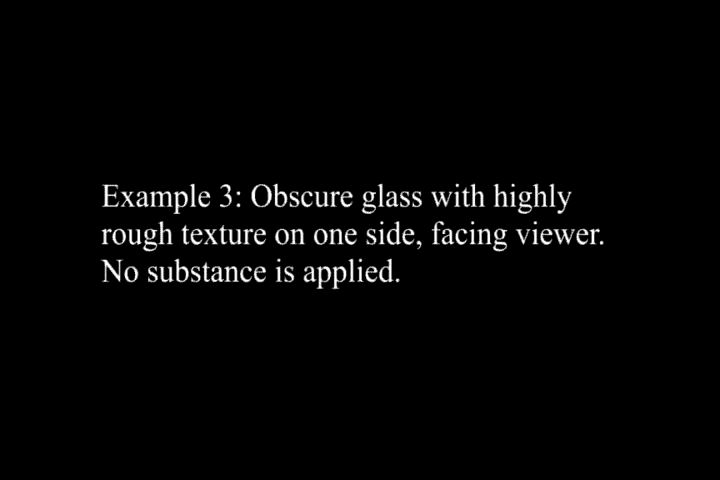 Example 3: Obscure glass with highly
rough texture on one side, facing viewer.
No substance is applied.